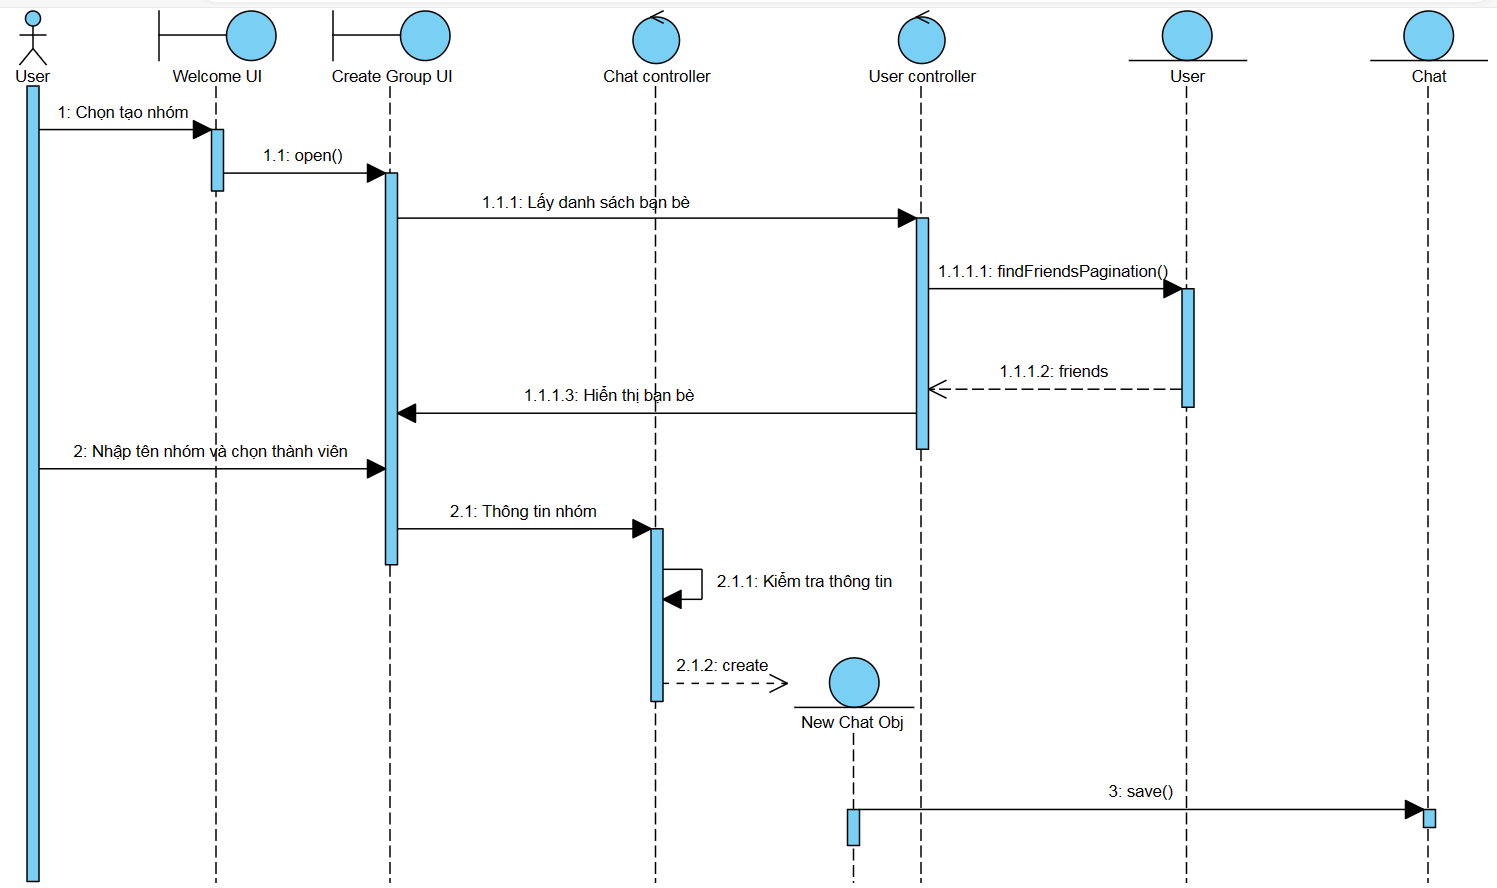 User
Welcome UI
Create Group UI
Chat controller
User controller
User
Chat
1: Chọn tạo nhóm
1.1: open()
1.1.1: Lấy danh sách bạn bè
1.1.1.1: findFriendsPagination()
1.1.1.2: friends
1.1.1.3: Hiển thị bạn bè
2: Nhập tên nhóm và chọn thành viên
2.1: Thông tin nhóm
2.1.1: Kiểm tra thông tin
2.1.2: create
New Chat Obj
3: save()